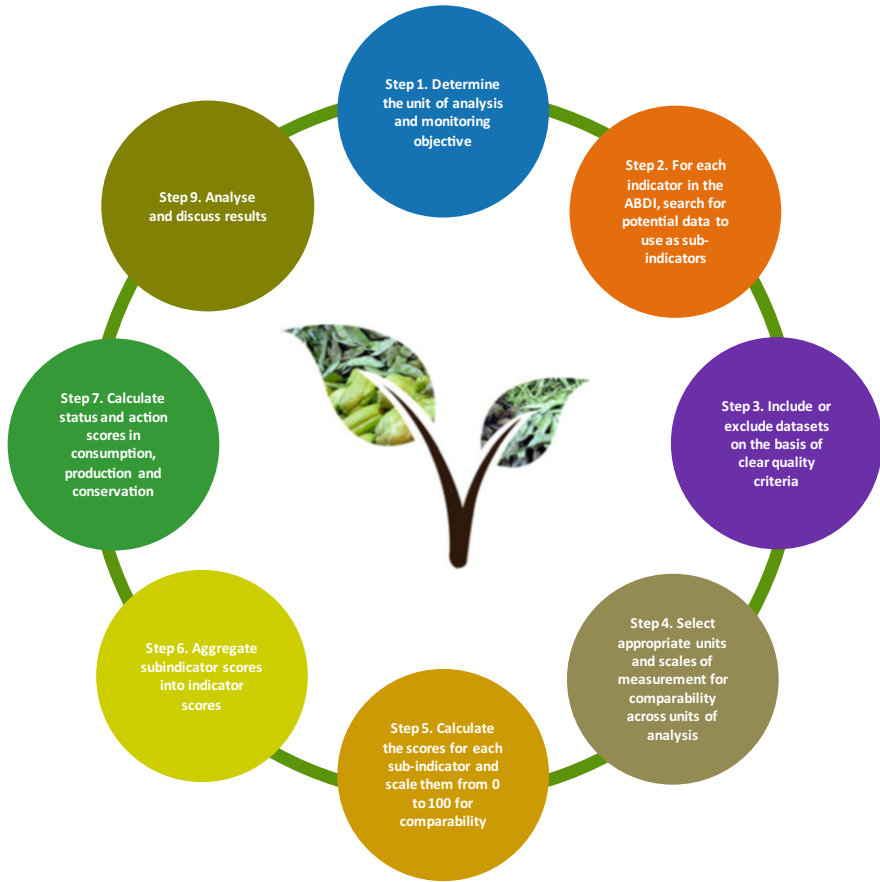 Step 1. Determine
the unit of analysis
and monitoring
objective
Step 2. For each
indicator in the
ABDI, search for
potential data to
use as sub-
indicators
Step 3. Include or
exclude datasets
on the basis of
clear quality
criteria
Step 4. Select
appropriate units
and scales of
measurement for
comparability
across units of
analysis
Step 5. Calculate
the scores for each
sub-indicator and
scale them from 0
to 100 for
comparability
Step 6. Aggregate
subindicator scores
into indicator
scores
Step 7. Calculate
status and action
scores in
consumption,
production and
conservation
Step 9. Analyse
and discuss results